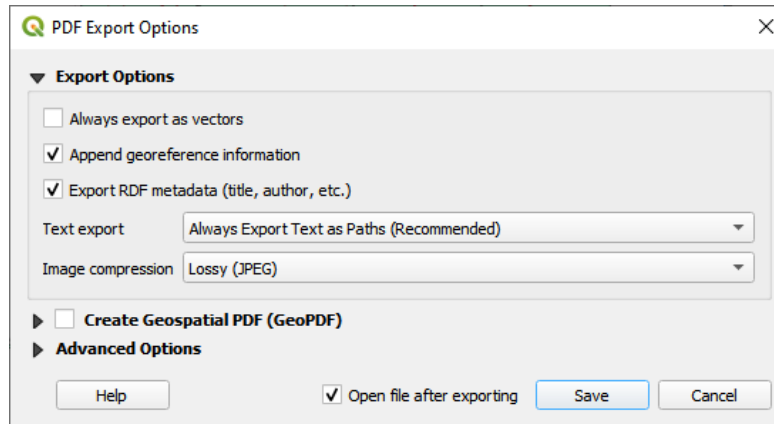 PDF Export Options
Export Options
Always export as vectors
Append georeference information
Export RDF metadata (title, author, etc.)
Text export Always Export Text as Paths (Recommended)
Image compression Lossy (JPEG)
Create Geospatial PDF (GeoPDF)
Advanced Options
Help Open file after exporting Save Cancel